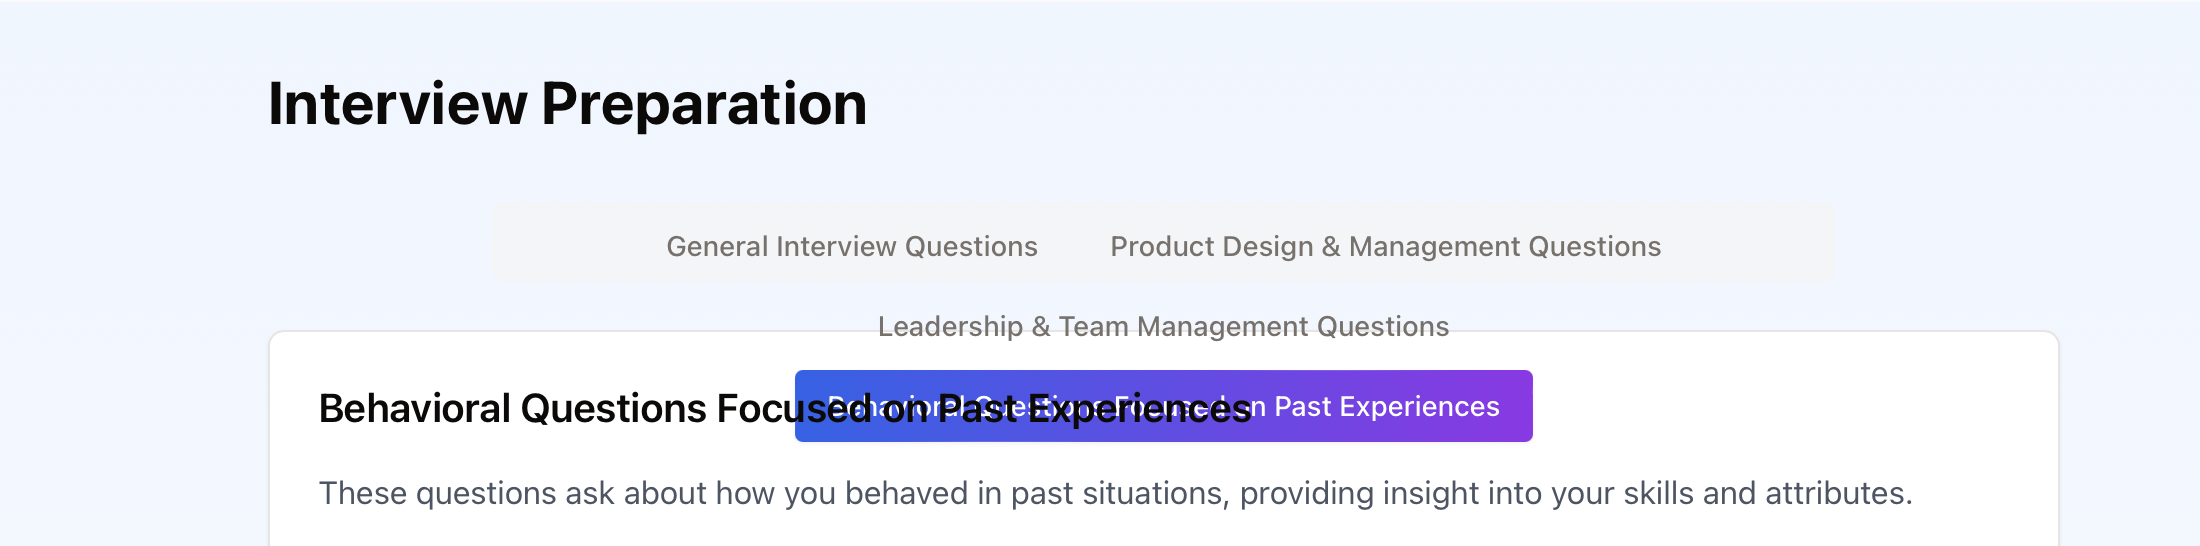 Interview Preparation
General Interview Questions
Product Design & Management Questions
Leadership & Team Management Questions
Behavioral Questions Focused on Past Experiences
Behavioral Questions Focused on Past Experiences
These questions ask about how you behaved in past situations, providing insight into your skills and attributes.